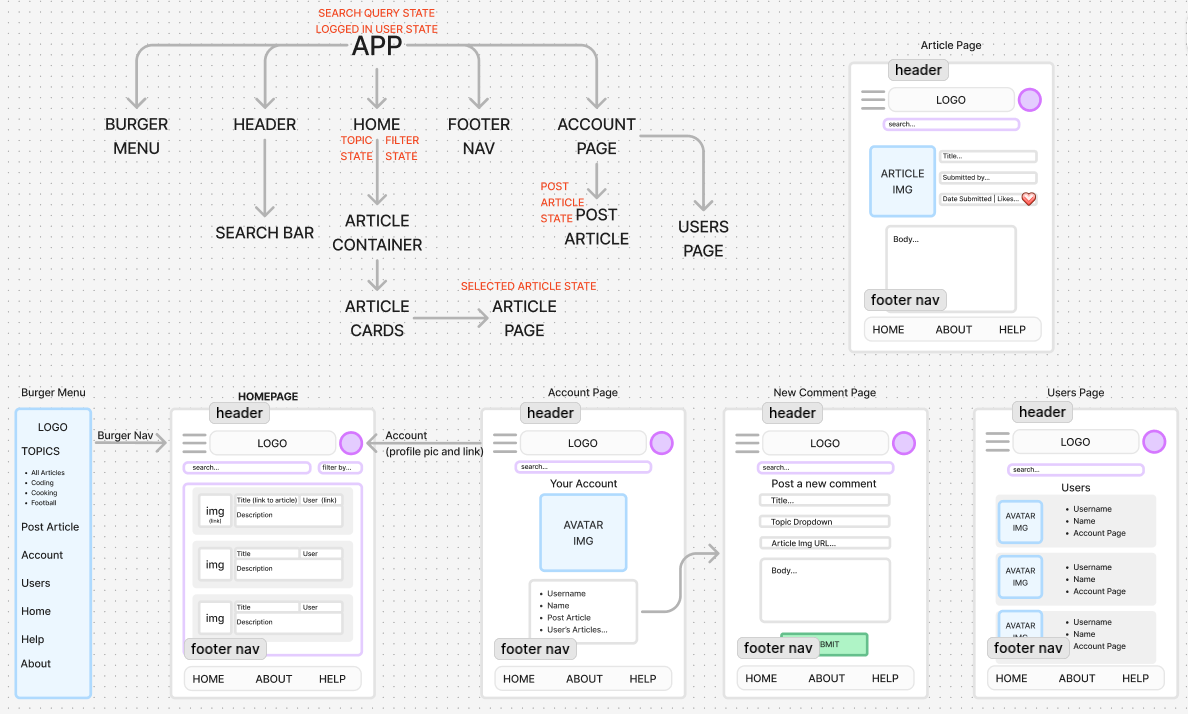 SEARCH QUERY STATE
LOGGED IN USER STATE
APP
BURGER
MENU
HEADER
HOME
FOOTER
NAV
ACCOUNT
PAGE
TOPIC
STATE
FILTER
STATE
SEARCH BAR
ARTICLE
CONTAINER
POST
ARTICLE
STATE
POST
ARTICLE
USERS
PAGE
SELECTED ARTICLE STATE
ARTICLE
CARDS
ARTICLE
PAGE
Article Page
header
LOGO
search...
ARTICLE
IMG
Title...
Submitted by...
Date Submitted | Likes...
Body...
footer nav
HOME ABOUT HELP
Burger Menu
LOGO
TOPICS
• All Articles
• Coding
• Cooking
• Football
Post Article
Account
Users
Home
Help
About
Burger Nav
HOMEPAGE
header
LOGO
search... filter by...
img
(link)
Title (link to article) User (link)
Description
img
Title User
Description
img
Title User
Description
footer nav
HOME ABOUT HELP
Account
(profile pic and link)
Account Page
header
LOGO
search...
Your Account
AVATAR
IMG
• Username
• Name
• Post Article
• User's Articles...
footer nav
HOME ABOUT HELP
New Comment Page
header
LOGO
search...
Post a new comment
Title...
Topic Dropdown
Article Img URL...
Body...
footer nav
HOME ABOUT HELP
Users Page
header
LOGO
search...
Users
AVATAR
IMG
• Username
• Name
• Account Page
AVATAR
IMG
• Username
• Name
• Account Page
AVATAR
• Username
• Name
• Account Page
footer nav
HOME ABOUT HELP